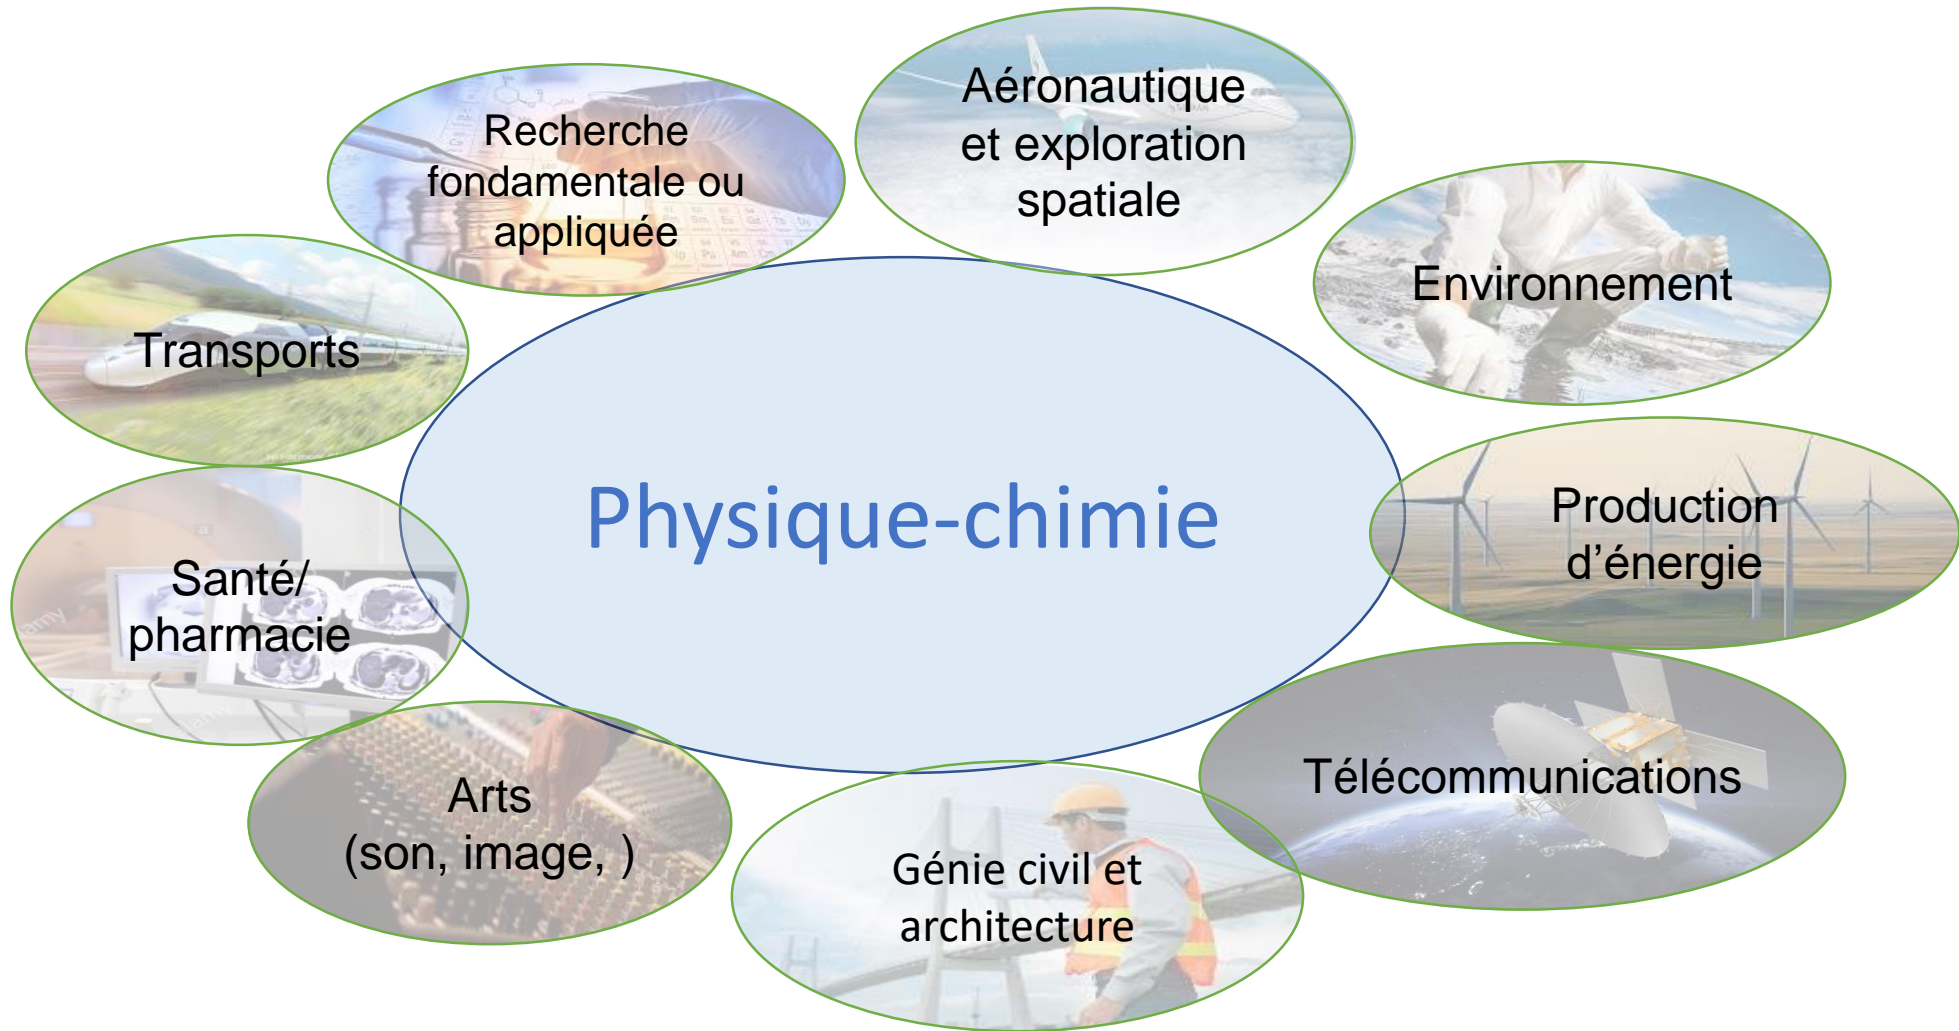 Aéronautique
et exploration
spatiale
Recherche
fondamentale ou
appliquée
Environnement
Transports
Physique-chimie
Production
d’énergie
Santé/
pharmacie
Télécommunications
Arts
(son, image, )
Génie civil et
architecture